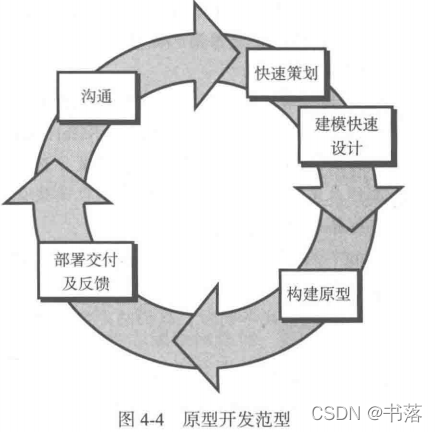 沟通
快速策划
建模快速
设计
构建原型
部署交付
及反馈
图 4-4 原型开发范型
CSDN @书落